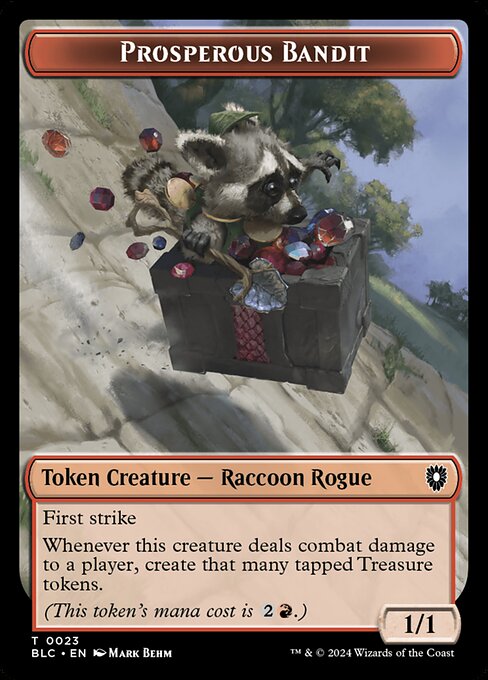 Prosperous Bandit
Token Creature — Raccoon Rogue
First strike
Whenever this creature deals combat damage
to a player, create that many tapped Treasure
tokens.
(This token's mana cost is 2R.)
1/1
T 0023
BLC • EN Mark Behm
™ & © 2024 Wizards of the Coast